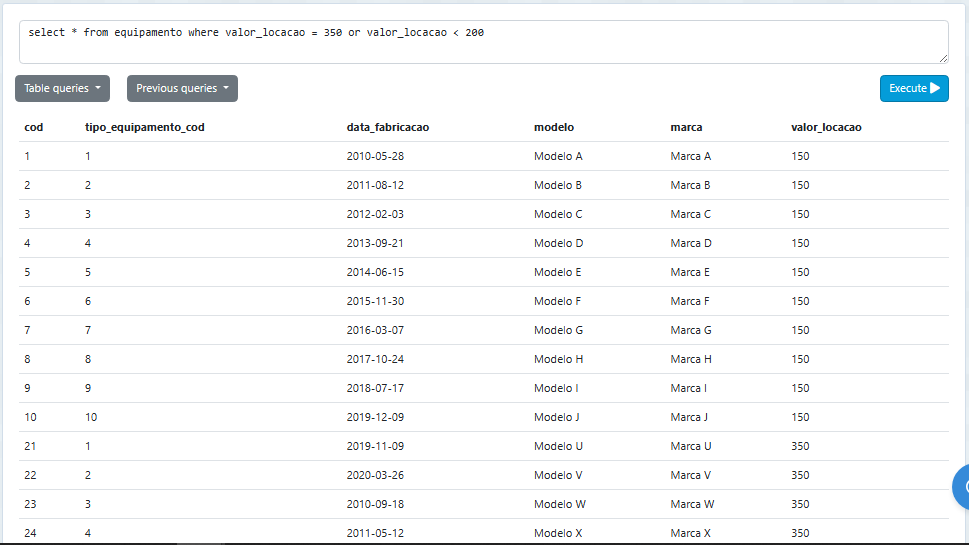 select * from equipamento where valor_locacao = 350 or valor_locacao < 200
Table queries Previous queries Execute
cod tipo_equipamento_cod data_fabricacao modelo marca valor_locacao
1 1 2010-05-28 Modelo A Marca A 150
2 2 2011-08-12 Modelo B Marca B 150
3 3 2012-02-03 Modelo C Marca C 150
4 4 2013-09-21 Modelo D Marca D 150
5 5 2014-06-15 Modelo E Marca E 150
6 6 2015-11-30 Modelo F Marca F 150
7 7 2016-03-07 Modelo G Marca G 150
8 8 2017-10-24 Modelo H Marca H 150
9 9 2018-07-17 Modelo I Marca I 150
10 10 2019-12-09 Modelo J Marca J 150
21 1 2019-11-09 Modelo U Marca U 350
22 2 2020-03-26 Modelo V Marca V 350
23 3 2010-09-18 Modelo W Marca W 350
24 4 2011-05-12 Modelo X Marca X 350